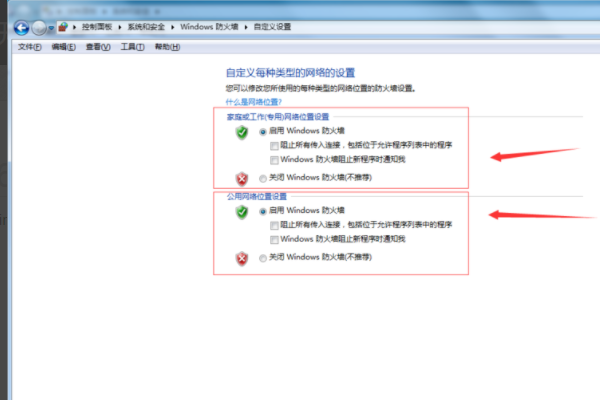 控制面板 ▸ 系统和安全 ▸ Windows 防火墙 ▸ 自定义设置
文件(F) 编辑(E) 查看(V) 工具(T) 帮助(H)
自定义每种类型的网络的设置
您可以修改您所使用的每种类型的网络位置的防火墙设置。
什么是网络位置?
家庭或工作(专用)网络位置设置
启用 Windows 防火墙
阻止所有传入连接，包括位于允许程序列表中的程序
Windows 防火墙阻止新程序时通知我
关闭 Windows 防火墙(不推荐)
公用网络位置设置
启用 Windows 防火墙
阻止所有传入连接，包括位于允许程序列表中的程序
Windows 防火墙阻止新程序时通知我
关闭 Windows 防火墙(不推荐)